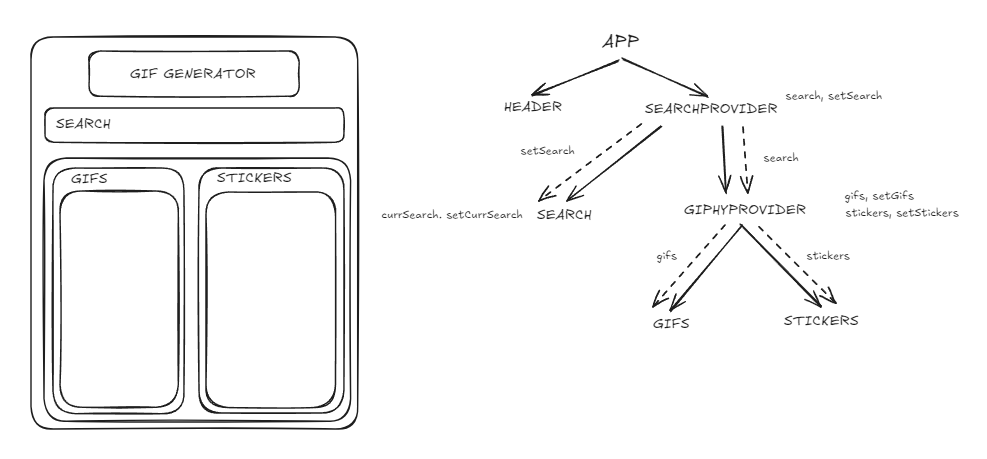 GIF GENERATOR
SEARCH
GIFS
STICKERS
APP
HEADER
SEARCHPROVIDER
search, setSearch
setSearch
search
currSearch. setCurrSearch
SEARCH
GIPHYPROVIDER
gifs, setGifs
stickers, setStickers
gifs
stickers
GIFS
STICKERS